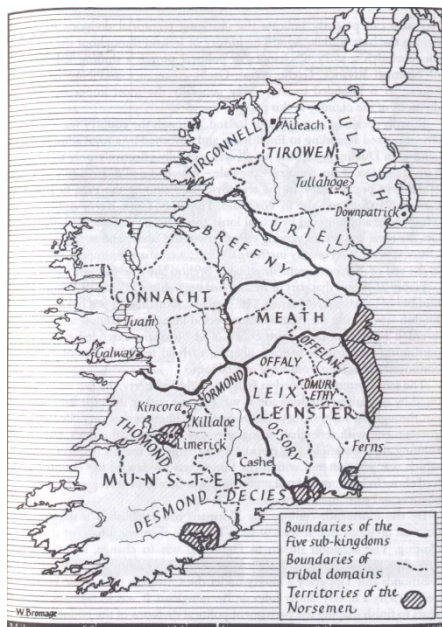 TIRCONNELL
Aileach
TIROWEN
ULAIDH
Tullahoge
Downpatrick
URIEL
BREFFNY
CONNACHT
Tuam
MEATH
Galway
OFFELAN
OFFALY
ORMOND
LEIX
OMUR-
ETHY
LEINSTER
Kincora
Killaloe
THOMOND
Limerick
OSSORY
Ferns
Cashel
MUNSTER
DESMOND
DECIES
Boundaries of the
five sub-kingdoms
Boundaries of
tribal domains
Territories of the
Norsemen
W.Bromage